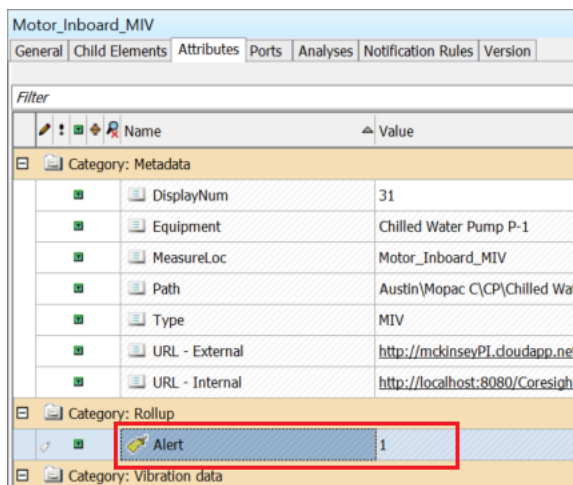 Motor_Inboard_MIV
General Child Elements Attributes Ports Analyses Notification Rules Version
Filter
Name Value
Category: Metadata
DisplayNum 31
Equipment Chilled Water Pump P-1
MeasureLoc Motor_Inboard_MIV
Path Austin\Mopac C\CP\Chilled Wa
Type MIV
URL - External http://mckinseyPI.cloudapp.ne
URL - Internal http://localhost:8080/Coresigh
Category: Rollup
Alert 1
Category: Vibration data